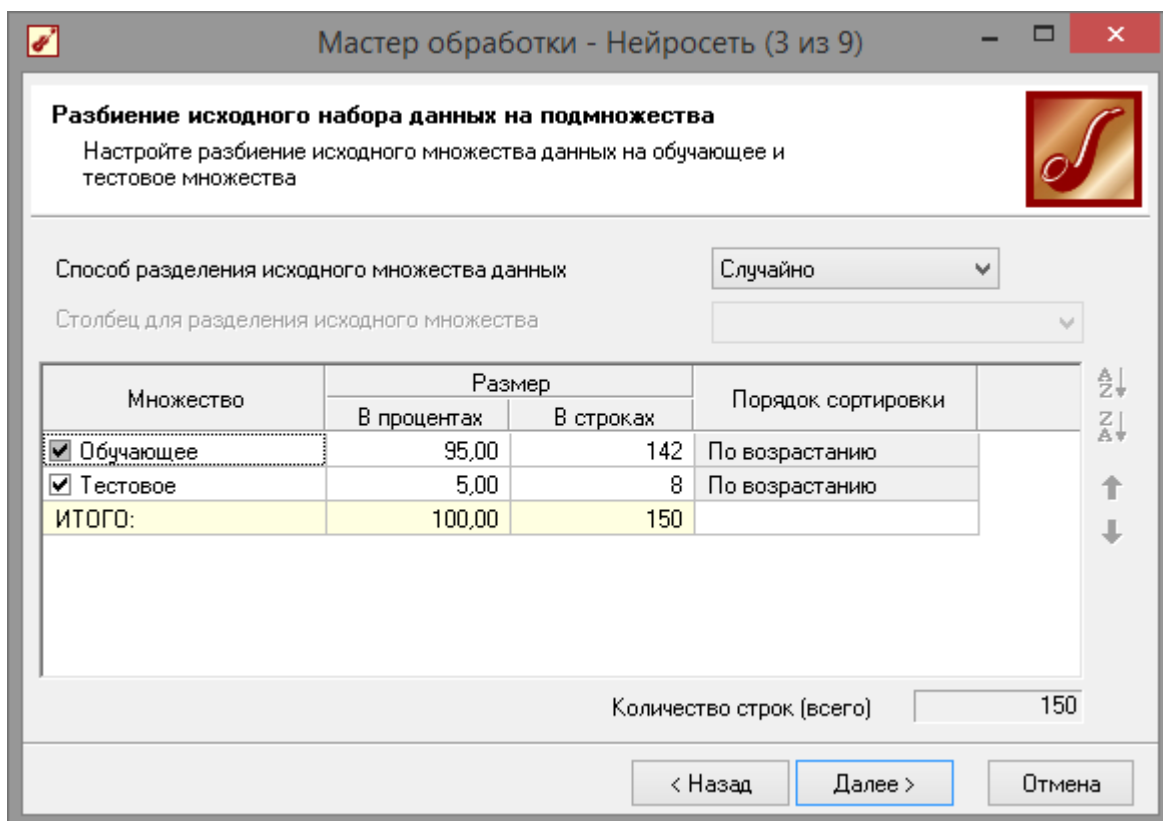 Мастер обработки - Нейросеть (3 из 9)
Разбиение исходного набора данных на подмножества
Настройте разбиение исходного множества данных на обучающее и
тестовое множества
Способ разделения исходного множества данных Случайно
Столбец для разделения исходного множества
Множество Размер Порядок сортировки
В процентах В строках
Обучающее 95,00 142 По возрастанию
Тестовое 5,00 8 По возрастанию
ИТОГО: 100,00 150
Количество строк (всего) 150
< Назад Далее > Отмена